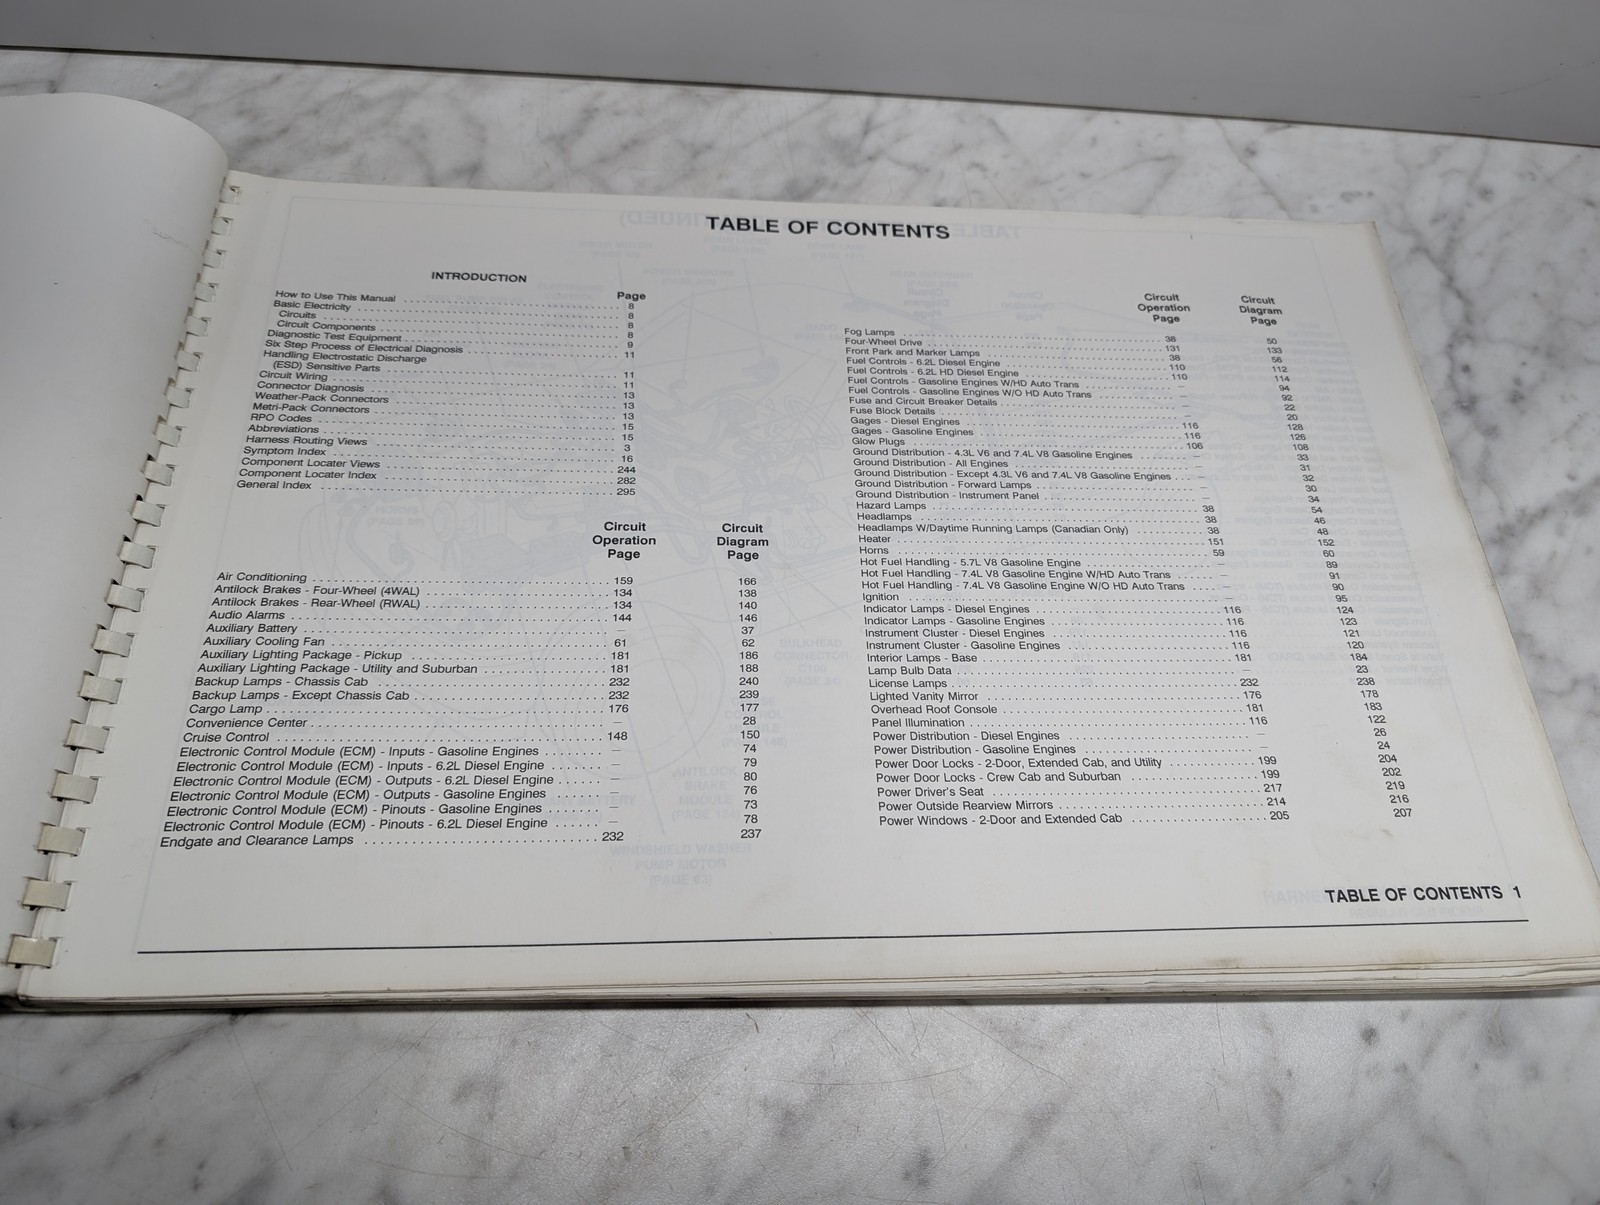 TABLE OF CONTENTS
INTRODUCTION
Page
How to Use This Manual 8
Basic Electricity 8
Circuits 8
Circuit Components 8
Diagnostic Test Equipment 9
Six Step Process of Electrical Diagnosis 11
Handling Electrostatic Discharge
(ESD) Sensitive Parts 11
Circuit Wiring 11
Connector Diagnosis 13
Weather-Pack Connectors 13
Metri-Pack Connectors 13
RPO Codes 15
Abbreviations 15
Harness Routing Views 3
Symptom Index 16
Component Locater Views 244
Component Locater Index 282
General Index 295
Circuit Circuit
Operation Diagram
Page Page
Air Conditioning 159 166
Antilock Brakes - Four-Wheel (4WAL) 134 138
Antilock Brakes - Rear-Wheel (RWAL) 134 140
Audio Alarms 144 146
Auxiliary Battery — 37
Auxiliary Cooling Fan 61 62
Auxiliary Lighting Package - Pickup 181 186
Auxiliary Lighting Package - Utility and Suburban 181 188
Backup Lamps - Chassis Cab 232 240
Backup Lamps - Except Chassis Cab 232 239
Cargo Lamp 176 177
Convenience Center — 28
Cruise Control 148 150
Electronic Control Module (ECM) - Inputs - Gasoline Engines — 74
Electronic Control Module (ECM) - Inputs - 6.2L Diesel Engine — 79
Electronic Control Module (ECM) - Outputs - 6.2L Diesel Engine — 80
Electronic Control Module (ECM) - Outputs - Gasoline Engines — 76
Electronic Control Module (ECM) - Pinouts - Gasoline Engines — 73
Electronic Control Module (ECM) - Pinouts - 6.2L Diesel Engine — 78
Endgate and Clearance Lamps 232 237
Circuit Circuit
Operation Diagram
Page Page
Fog Lamps 38 50
Four-Wheel Drive 131 133
Front Park and Marker Lamps 38 56
Fuel Controls - 6.2L Diesel Engine 110 112
Fuel Controls - 6.2L HD Diesel Engine 110 114
Fuel Controls - Gasoline Engines W/HD Auto Trans — 94
Fuel Controls - Gasoline Engines W/O HD Auto Trans — 92
Fuse and Circuit Breaker Details — 22
Fuse Block Details — 20
Gages - Diesel Engines 116 128
Gages - Gasoline Engines 116 126
Glow Plugs 106 108
Ground Distribution - 4.3L V6 and 7.4L V8 Gasoline Engines — 33
Ground Distribution - All Engines — 31
Ground Distribution - Except 4.3L V6 and 7.4L V8 Gasoline Engines — 32
Ground Distribution - Forward Lamps — 30
Ground Distribution - Instrument Panel — 34
Hazard Lamps 38 54
Headlamps 38 46
Headlamps W/Daytime Running Lamps (Canadian Only) 38 48
Heater 151 152
Horns 59 60
Hot Fuel Handling - 5.7L V8 Gasoline Engine — 89
Hot Fuel Handling - 7.4L V8 Gasoline Engine W/HD Auto Trans — 91
Hot Fuel Handling - 7.4L V8 Gasoline Engine W/O HD Auto Trans — 90
Ignition — 95
Indicator Lamps - Diesel Engines 116 124
Indicator Lamps - Gasoline Engines 116 123
Instrument Cluster - Diesel Engines 116 121
Instrument Cluster - Gasoline Engines 116 120
Interior Lamps - Base 181 184
Lamp Bulb Data — 23
License Lamps 232 238
Lighted Vanity Mirror 176 178
Overhead Roof Console 181 183
Panel Illumination 116 122
Power Distribution - Diesel Engines — 26
Power Distribution - Gasoline Engines — 24
Power Door Locks - 2-Door, Extended Cab, and Utility 199 204
Power Door Locks - Crew Cab and Suburban 199 202
Power Driver's Seat 217 219
Power Outside Rearview Mirrors 214 216
Power Windows - 2-Door and Extended Cab 205 207
TABLE OF CONTENTS 1